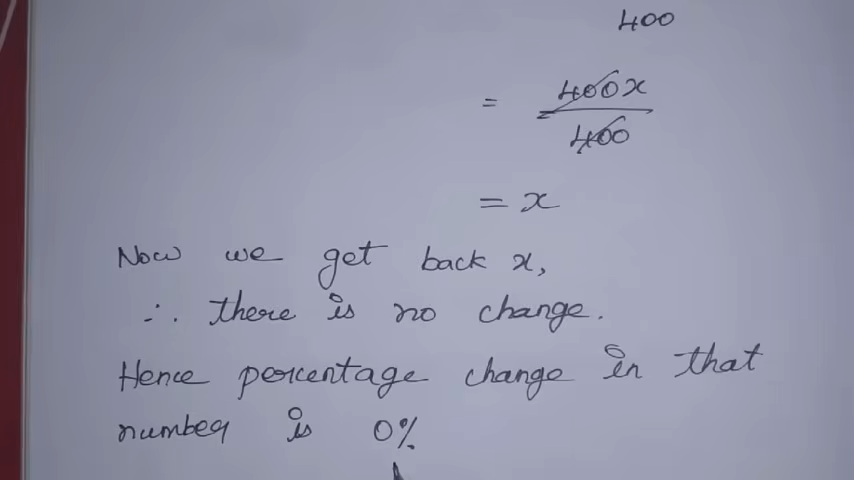 400
= 400x
400
= x
Now we get back x,
∴ there is no change.
Hence percentage change in that
number is 0%